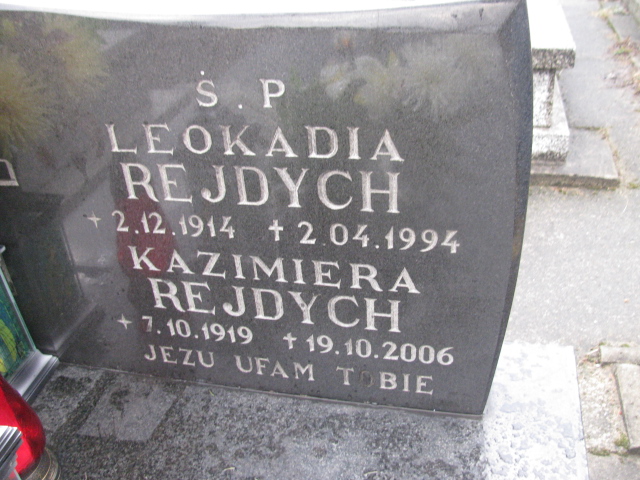 Ś.P
LEOKADIA
REJDYCH
+ 2.12.1914 ✝ 2.04.1994
KAZIMIERA
REJDYCH
+ 7.10.1919 ✝ 19.10.2006
JEZU UFAM TOBIE